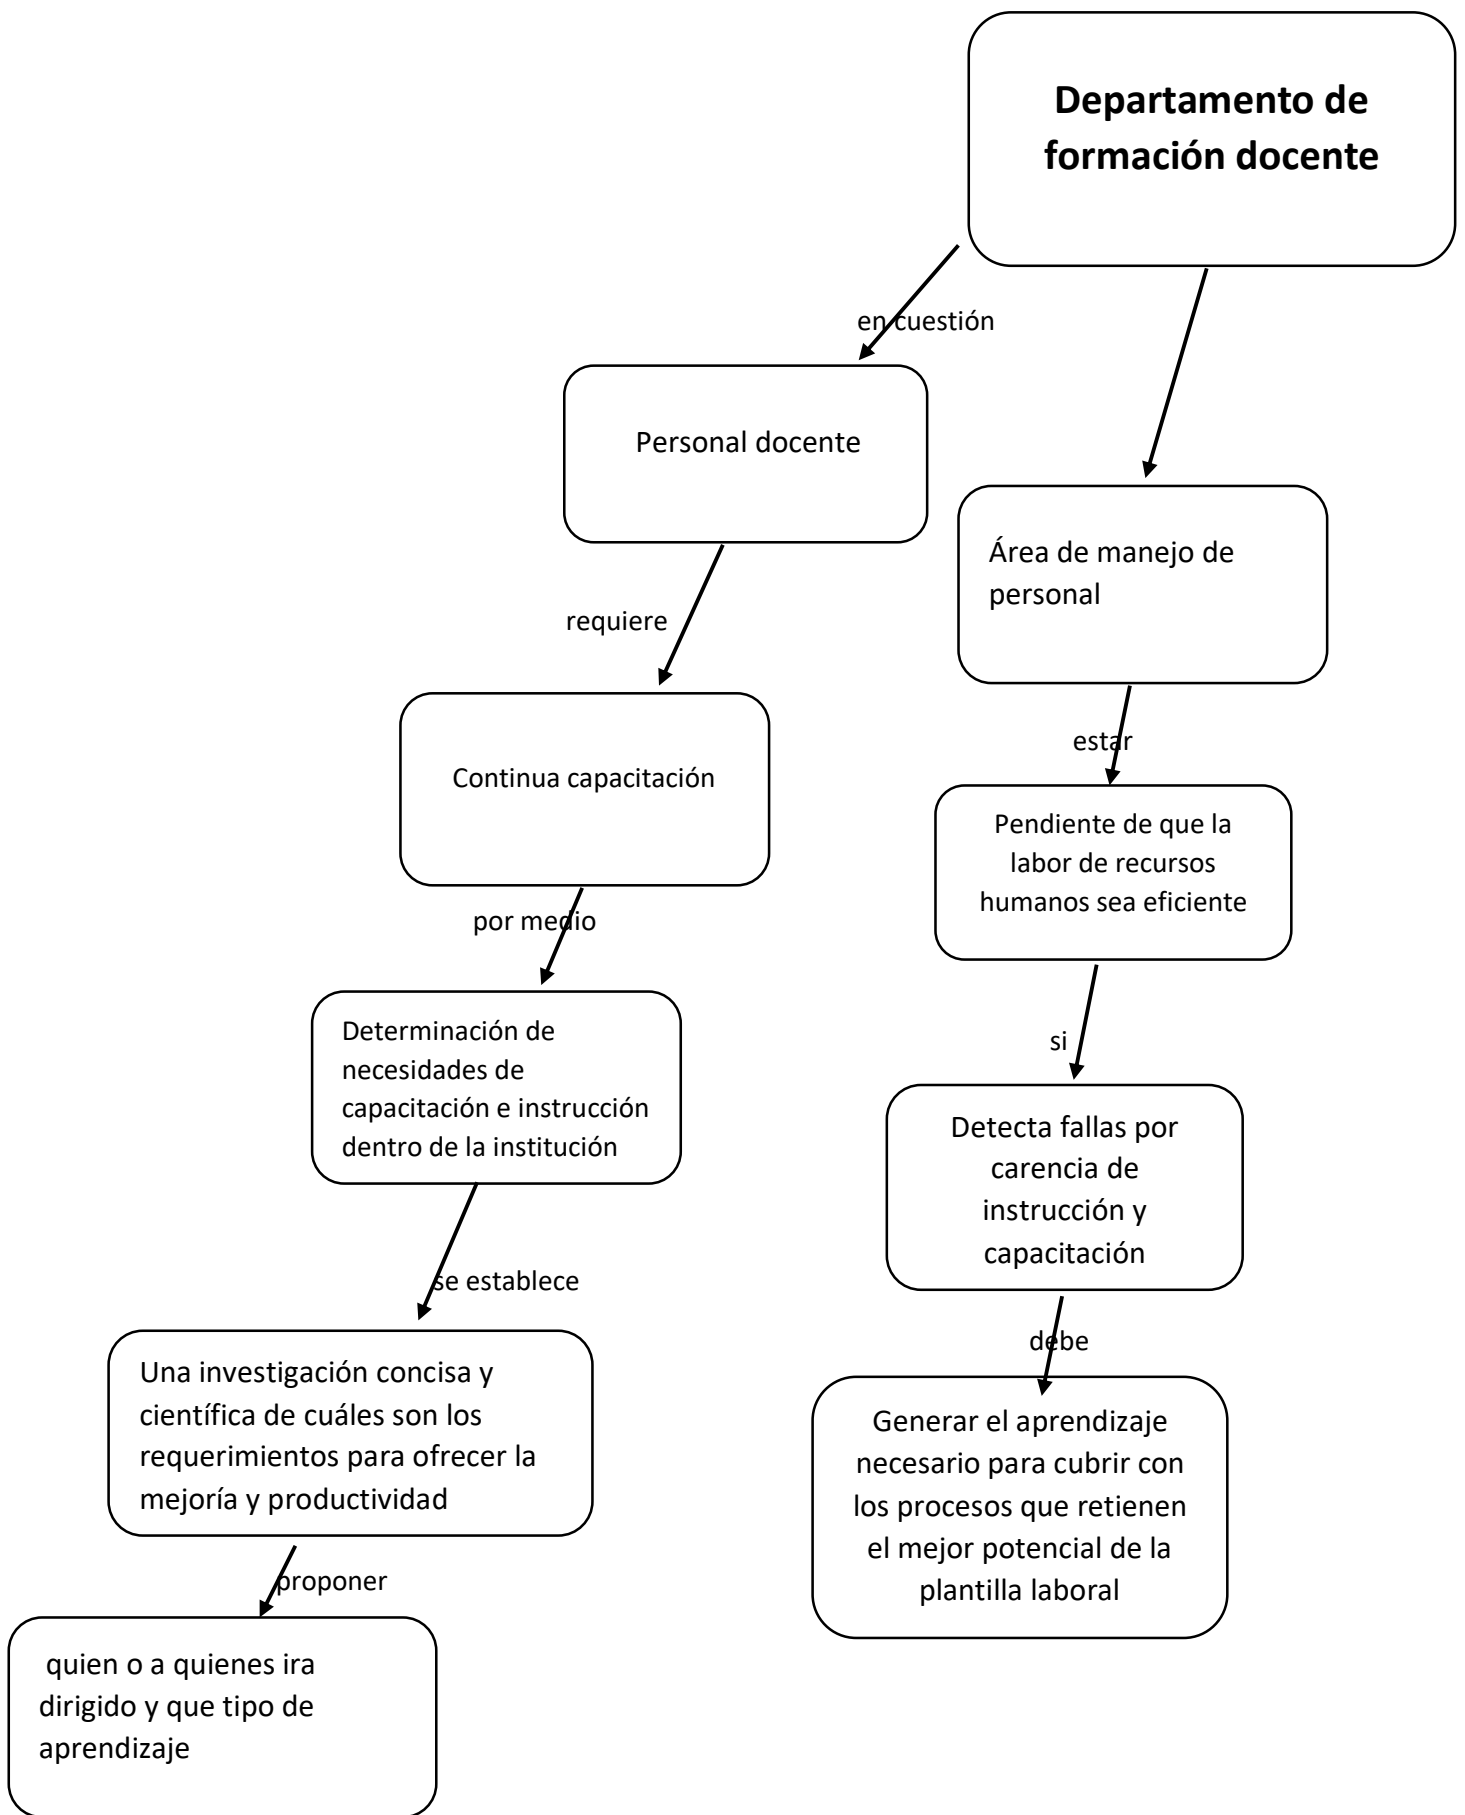 Departamento de
formación docente
en cuestión
Personal docente
requiere
Continua capacitación
por medio
Determinación de
necesidades de
capacitación e instrucción
dentro de la institución
se establece
Una investigación concisa y
científica de cuáles son los
requerimientos para ofrecer la
mejoría y productividad
proponer
quien o a quienes ira
dirigido y que tipo de
aprendizaje
Área de manejo de
personal
estar
Pendiente de que la
labor de recursos
humanos sea eficiente
si
Detecta fallas por
carencia de
instrucción y
capacitación
debe
Generar el aprendizaje
necesario para cubrir con
los procesos que retienen
el mejor potencial de la
plantilla laboral